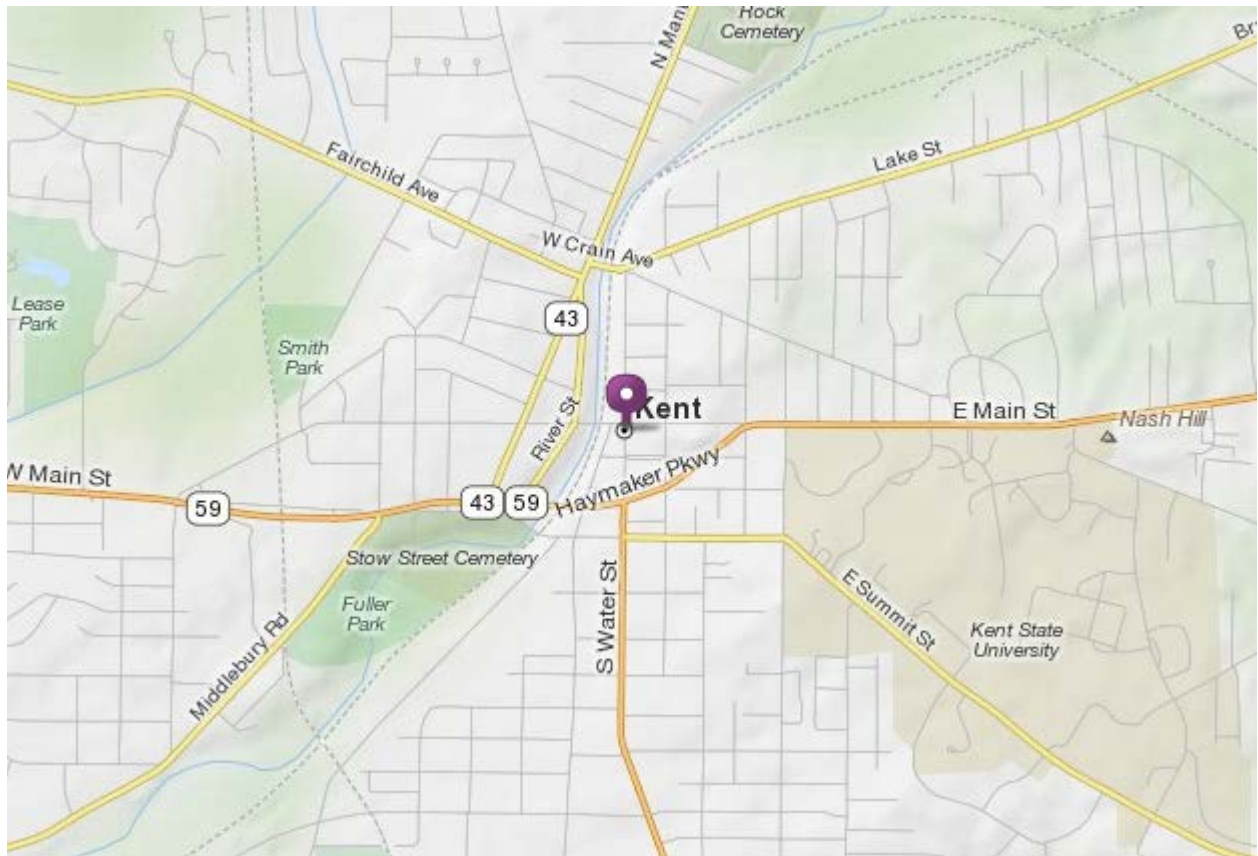 Rock
Cemetery
N Man
Br
Lake St
Fairchild Ave
W Crain Ave
Lease
Park
43
Smith
Park
Kent
E Main St
Nash Hill
River St
W Main St
Haymaker Pkwy
59
43
59
Stow Street Cemetery
Fuller
Park
S Water St
E Summit St
Kent State
University
Middlebury Rd